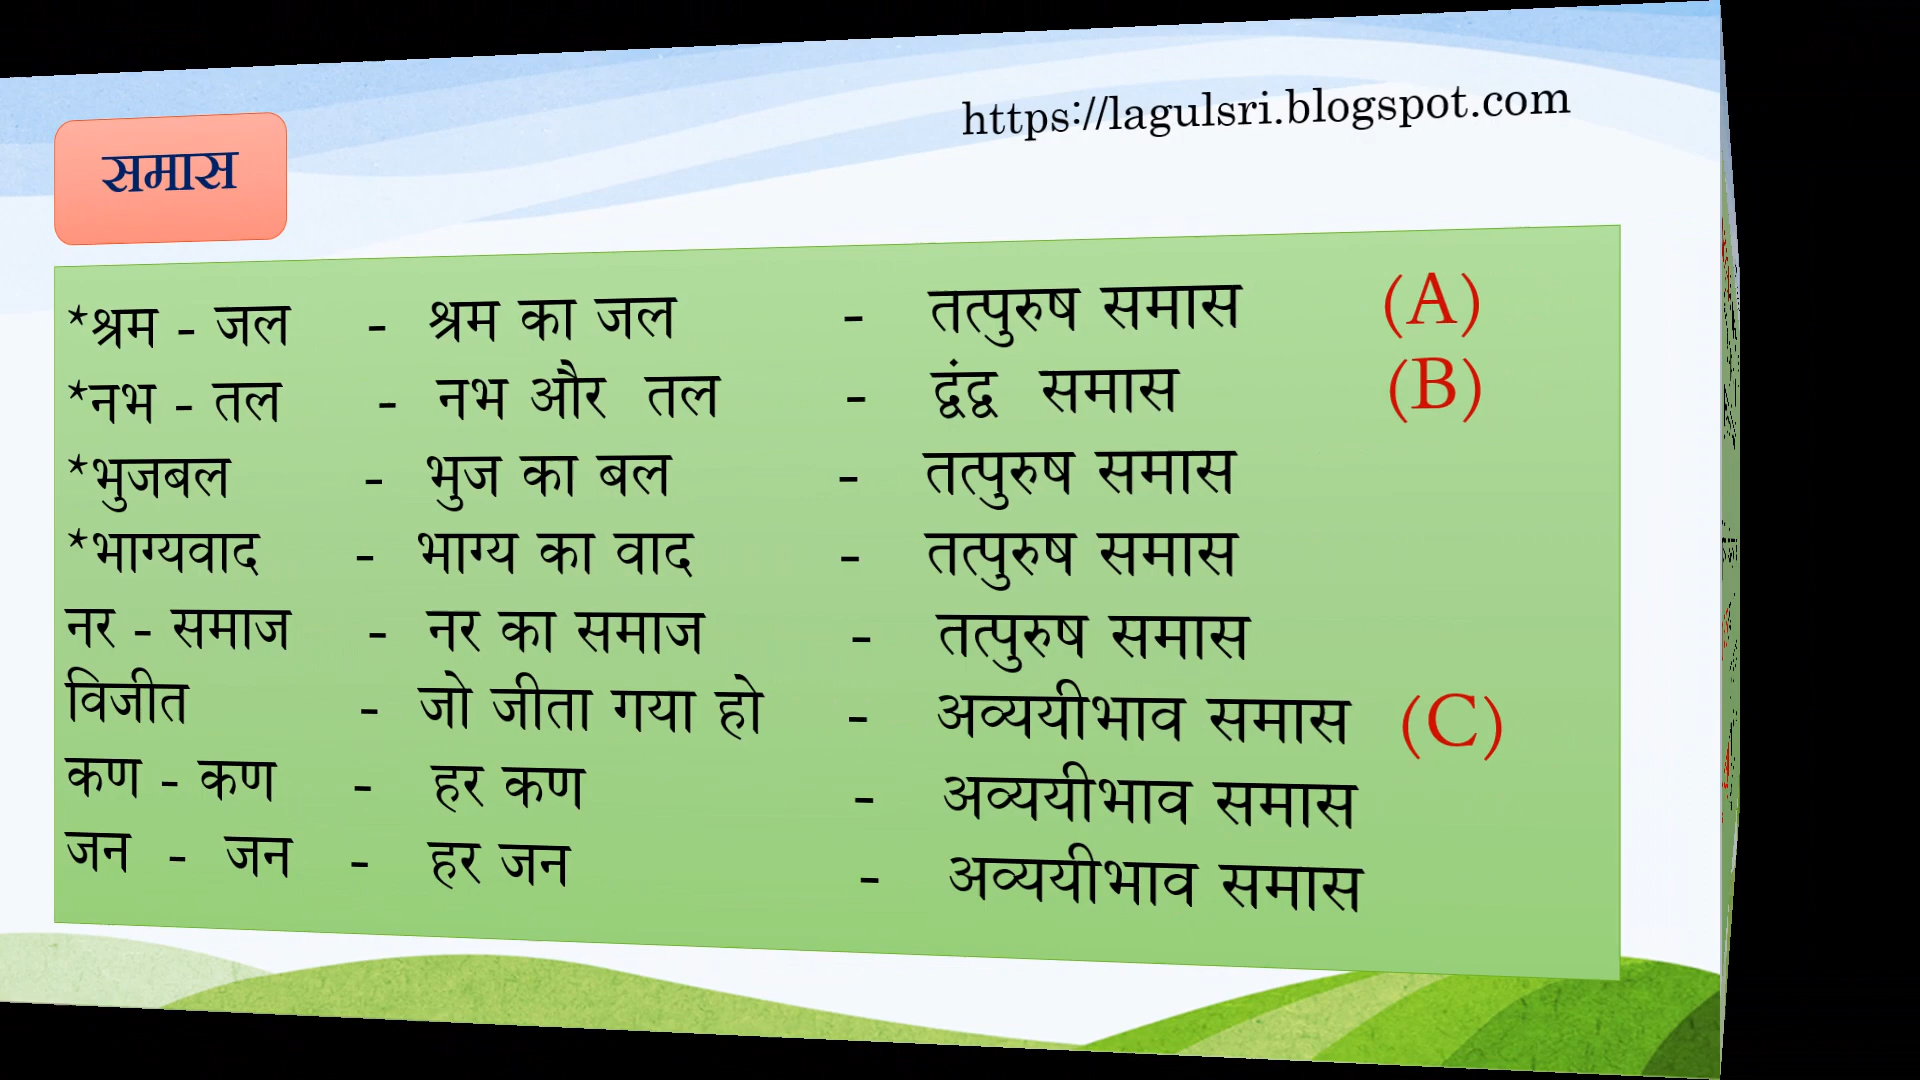 https://lagulsri.blogspot.com
समास
*श्रम - जल - श्रम का जल - तत्पुरुष समास (A)
*नभ - तल - नभ और तल - द्वंद्व समास (B)
*भुजबल - भुज का बल - तत्पुरुष समास
*भाग्यवाद - भाग्य का वाद - तत्पुरुष समास
नर - समाज - नर का समाज - तत्पुरुष समास
विजीत - जो जीता गया हो - अव्ययीभाव समास (C)
कण - कण - हर कण - अव्ययीभाव समास
जन - जन - हर जन - अव्ययीभाव समास